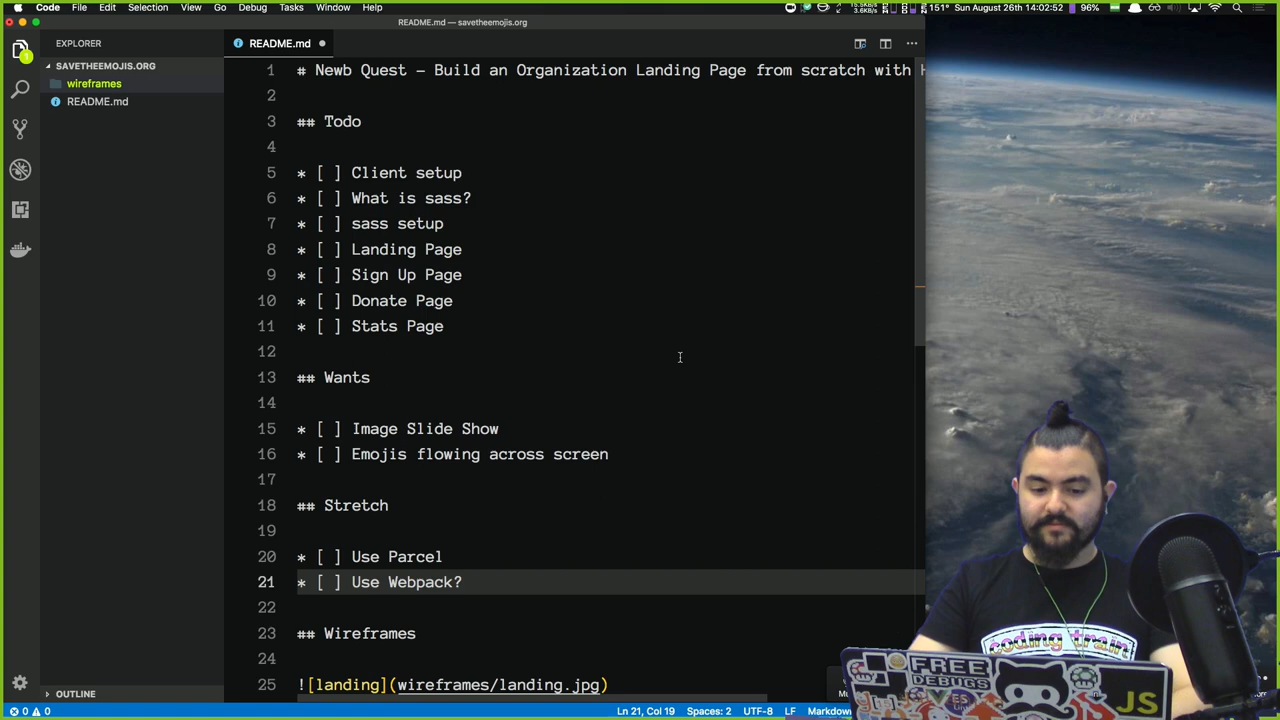 Code File Edit Selection View Go Debug Tasks Window Help 15.5KB/s 3.6KB/s 151° Sun August 26th 14:02:52 96%
README.md — savetheemojis.org
EXPLORER
SAVETHEEMOJIS.ORG
wireframes
README.md
OUTLINE
1
README.md
1 # Newb Quest – Build an Organization Landing Page from scratch with H
2
3 ## Todo
4
5 * [ ] Client setup
6 * [ ] What is sass?
7 * [ ] sass setup
8 * [ ] Landing Page
9 * [ ] Sign Up Page
10 * [ ] Donate Page
11 * [ ] Stats Page
12
13 ## Wants
14
15 * [ ] Image Slide Show
16 * [ ] Emojis flowing across screen
17
18 ## Stretch
19
20 * [ ] Use Parcel
21 * [ ] Use Webpack?
22
23 ## Wireframes
24
25 ![landing](wireframes/landing.jpg)
0 0 Ln 21, Col 19 Spaces: 2 UTF-8 LF Markdown
coding train
FREE
DEBUGS
JS